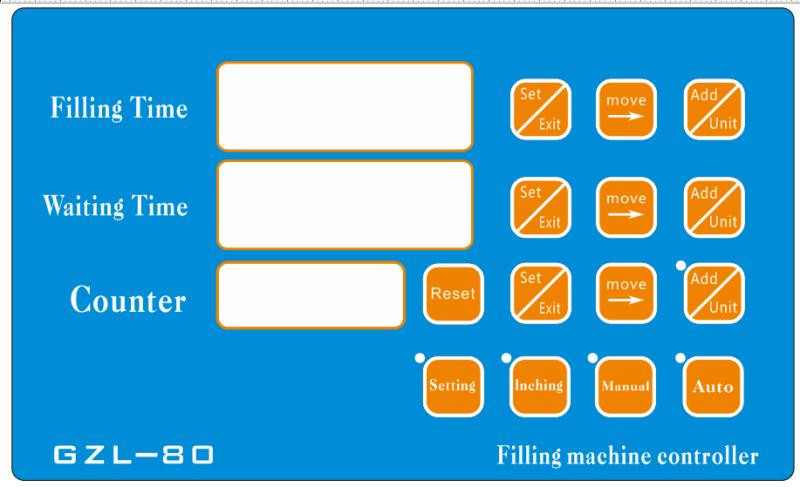 Filling Time
Set
Exit
move
Add
Unit
Waiting Time
Set
Exit
move
Add
Unit
Counter
Reset
Set
Exit
move
Add
Unit
Setting
Inching
Manual
Auto
GZL-80
Filling machine controller